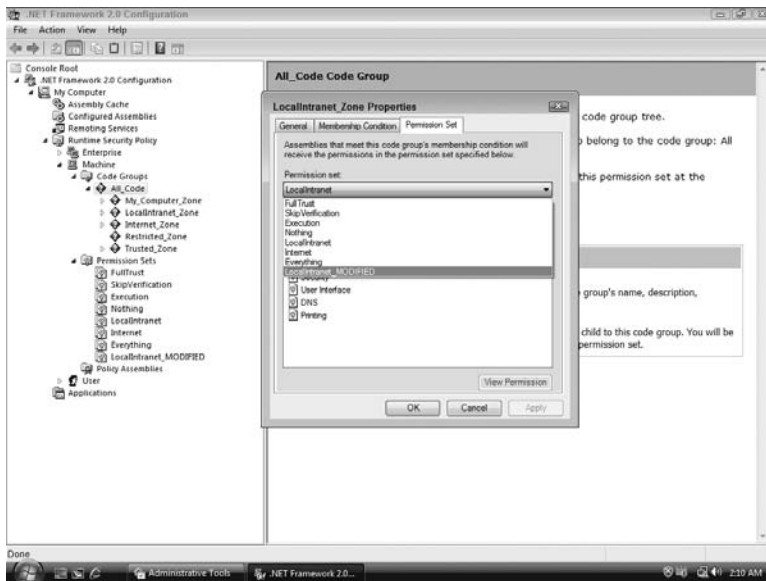 .NET Framework 2.0 Configuration
File Action View Help
Console Root
.NET Framework 2.0 Configuration
My Computer
Assembly Cache
Configured Assemblies
Remoting Services
Runtime Security Policy
Enterprise
Machine
Code Groups
All_Code
My_Computer_Zone
LocalIntranet_Zone
Internet_Zone
Restricted_Zone
Trusted_Zone
Permission Sets
FullTrust
SkipVerification
Execution
Nothing
LocalIntranet
Internet
Everything
LocalIntranet_MODIFIED
Policy Assemblies
User
Applications
All_Code Code Group
code group tree.
belong to the code group: All
this permission set at the
group's name, description,
child to this code group. You will be
permission set.
LocalIntranet_Zone Properties
General Membership Condition Permission Set
Assemblies that meet this code group's membership condition will
receive the permissions in the permission set specified below.
Permission set:
LocalIntranet
FullTrust
SkipVerification
Execution
Nothing
LocalIntranet
Internet
Everything
LocalIntranet_MODIFIED
Security
User Interface
DNS
Printing
View Permission
OK Cancel Apply
Done
Administrative Tools .NET Framework 2.0... 2:10 AM